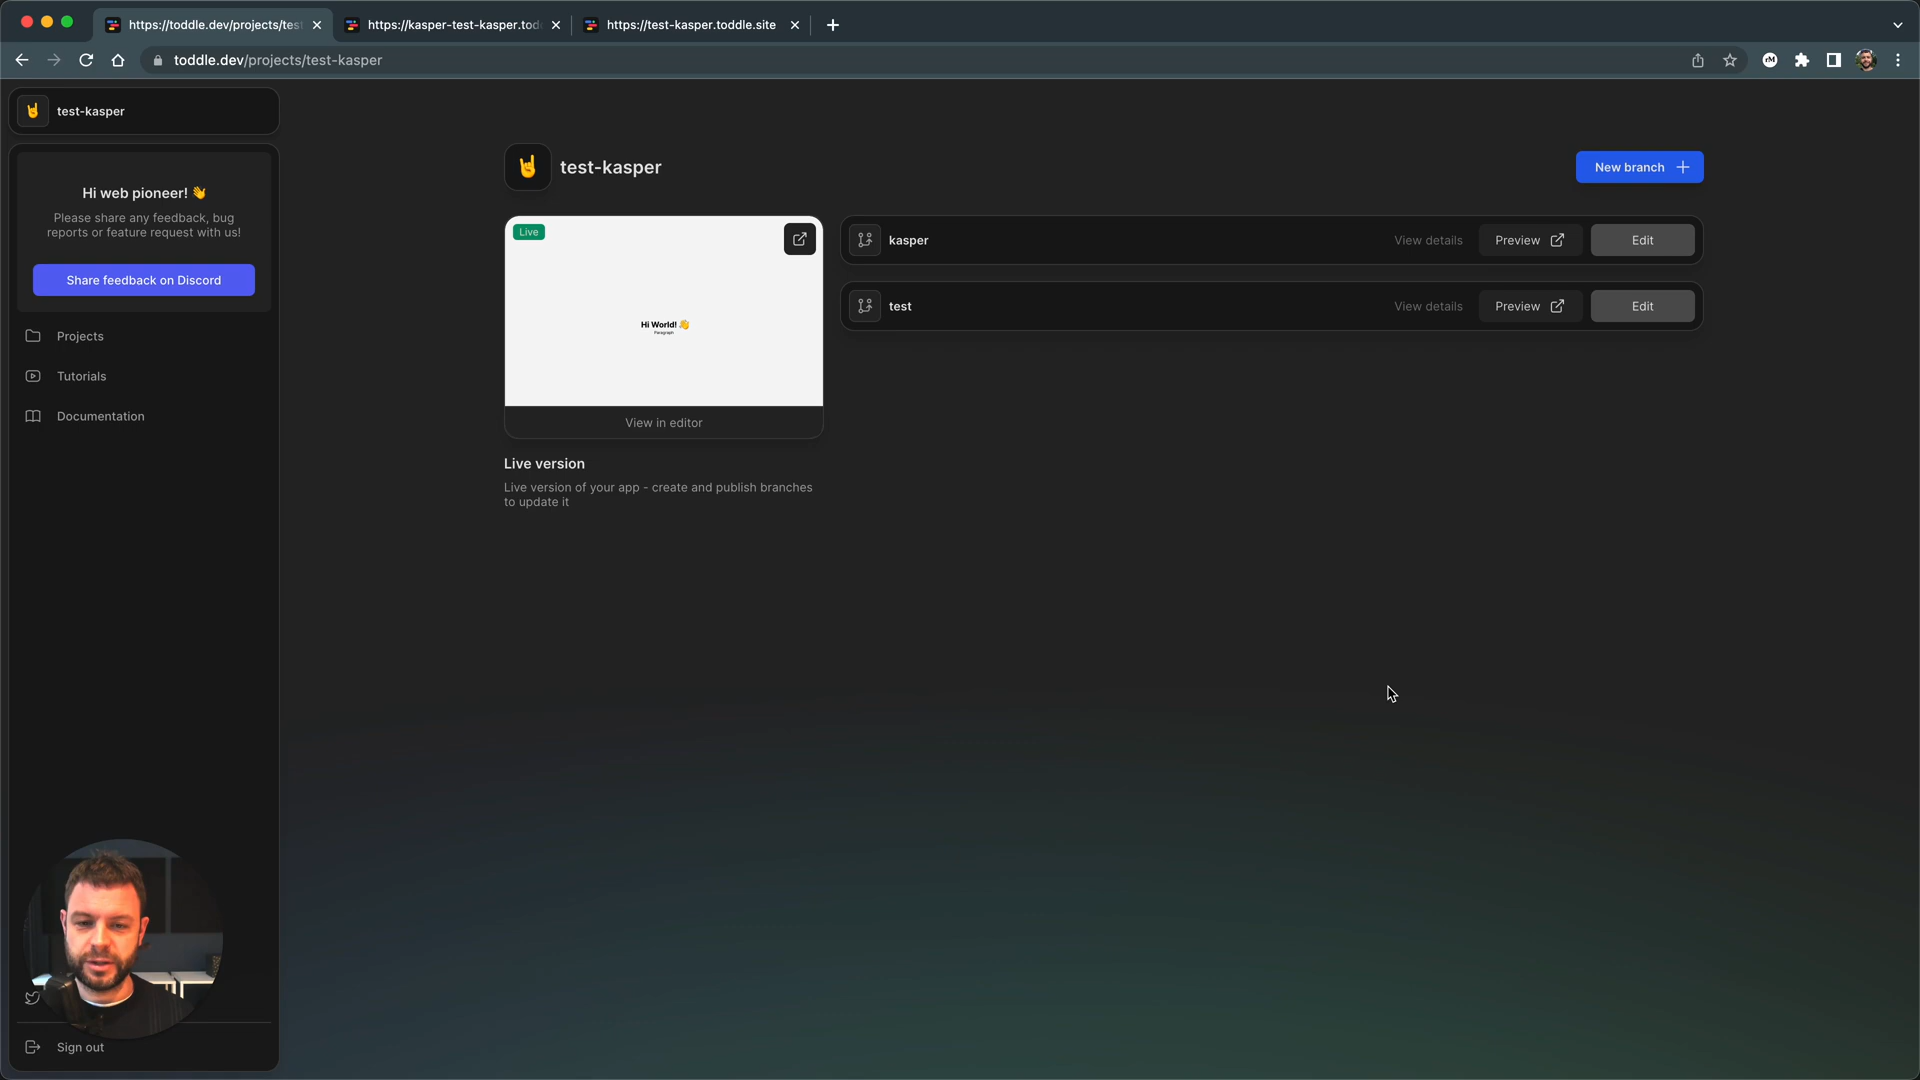 https://toddle.dev/projects/tes
https://kasper-test-kasper.tod
https://test-kasper.toddle.site
toddle.dev/projects/test-kasper
rM
test-kasper
Hi web pioneer! 👋
Please share any feedback, bug
reports or feature request with us!
Share feedback on Discord
Projects
Tutorials
Documentation
Sign out
test-kasper
New branch
Live
Hi World! 👋
Paragraph
View in editor
Live version
Live version of your app - create and publish branches
to update it
kasper
View details
Preview
Edit
test
View details
Preview
Edit